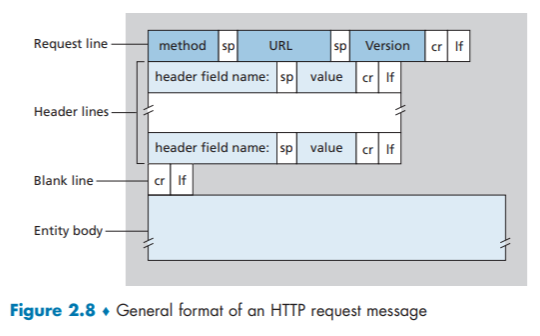 Request line method sp URL sp Version cr lf
header field name: sp value cr lf
Header lines
header field name: sp value cr lf
Blank line cr lf
Entity body
Figure 2.8 ♦ General format of an HTTP request message